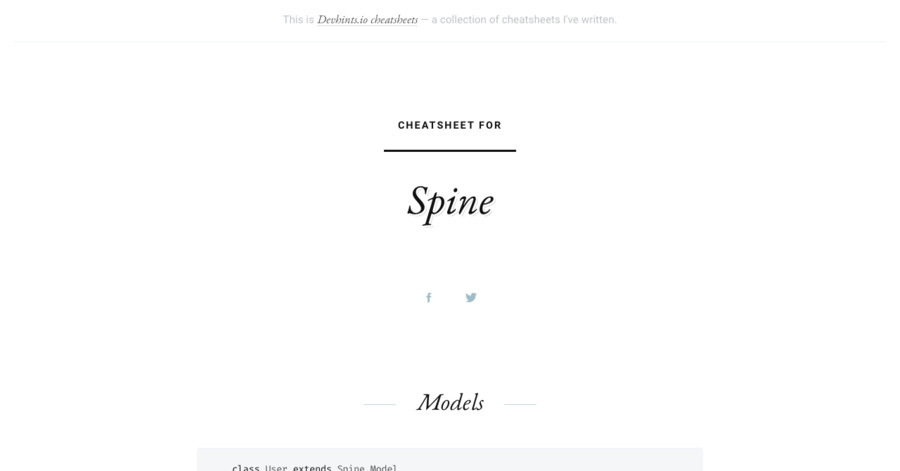 This is Devhints.io cheatsheets — a collection of cheatsheets I've written.
CHEATSHEET FOR
Spine
Models
class User extends Spine.Model